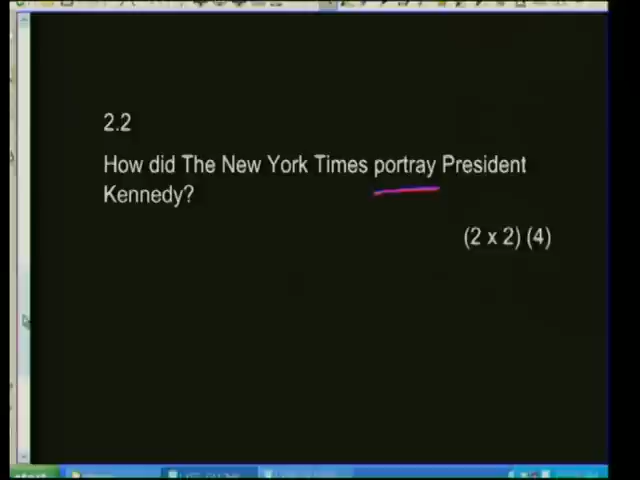 2.2
How did The New York Times portray President
Kennedy?
(2 x 2) (4)